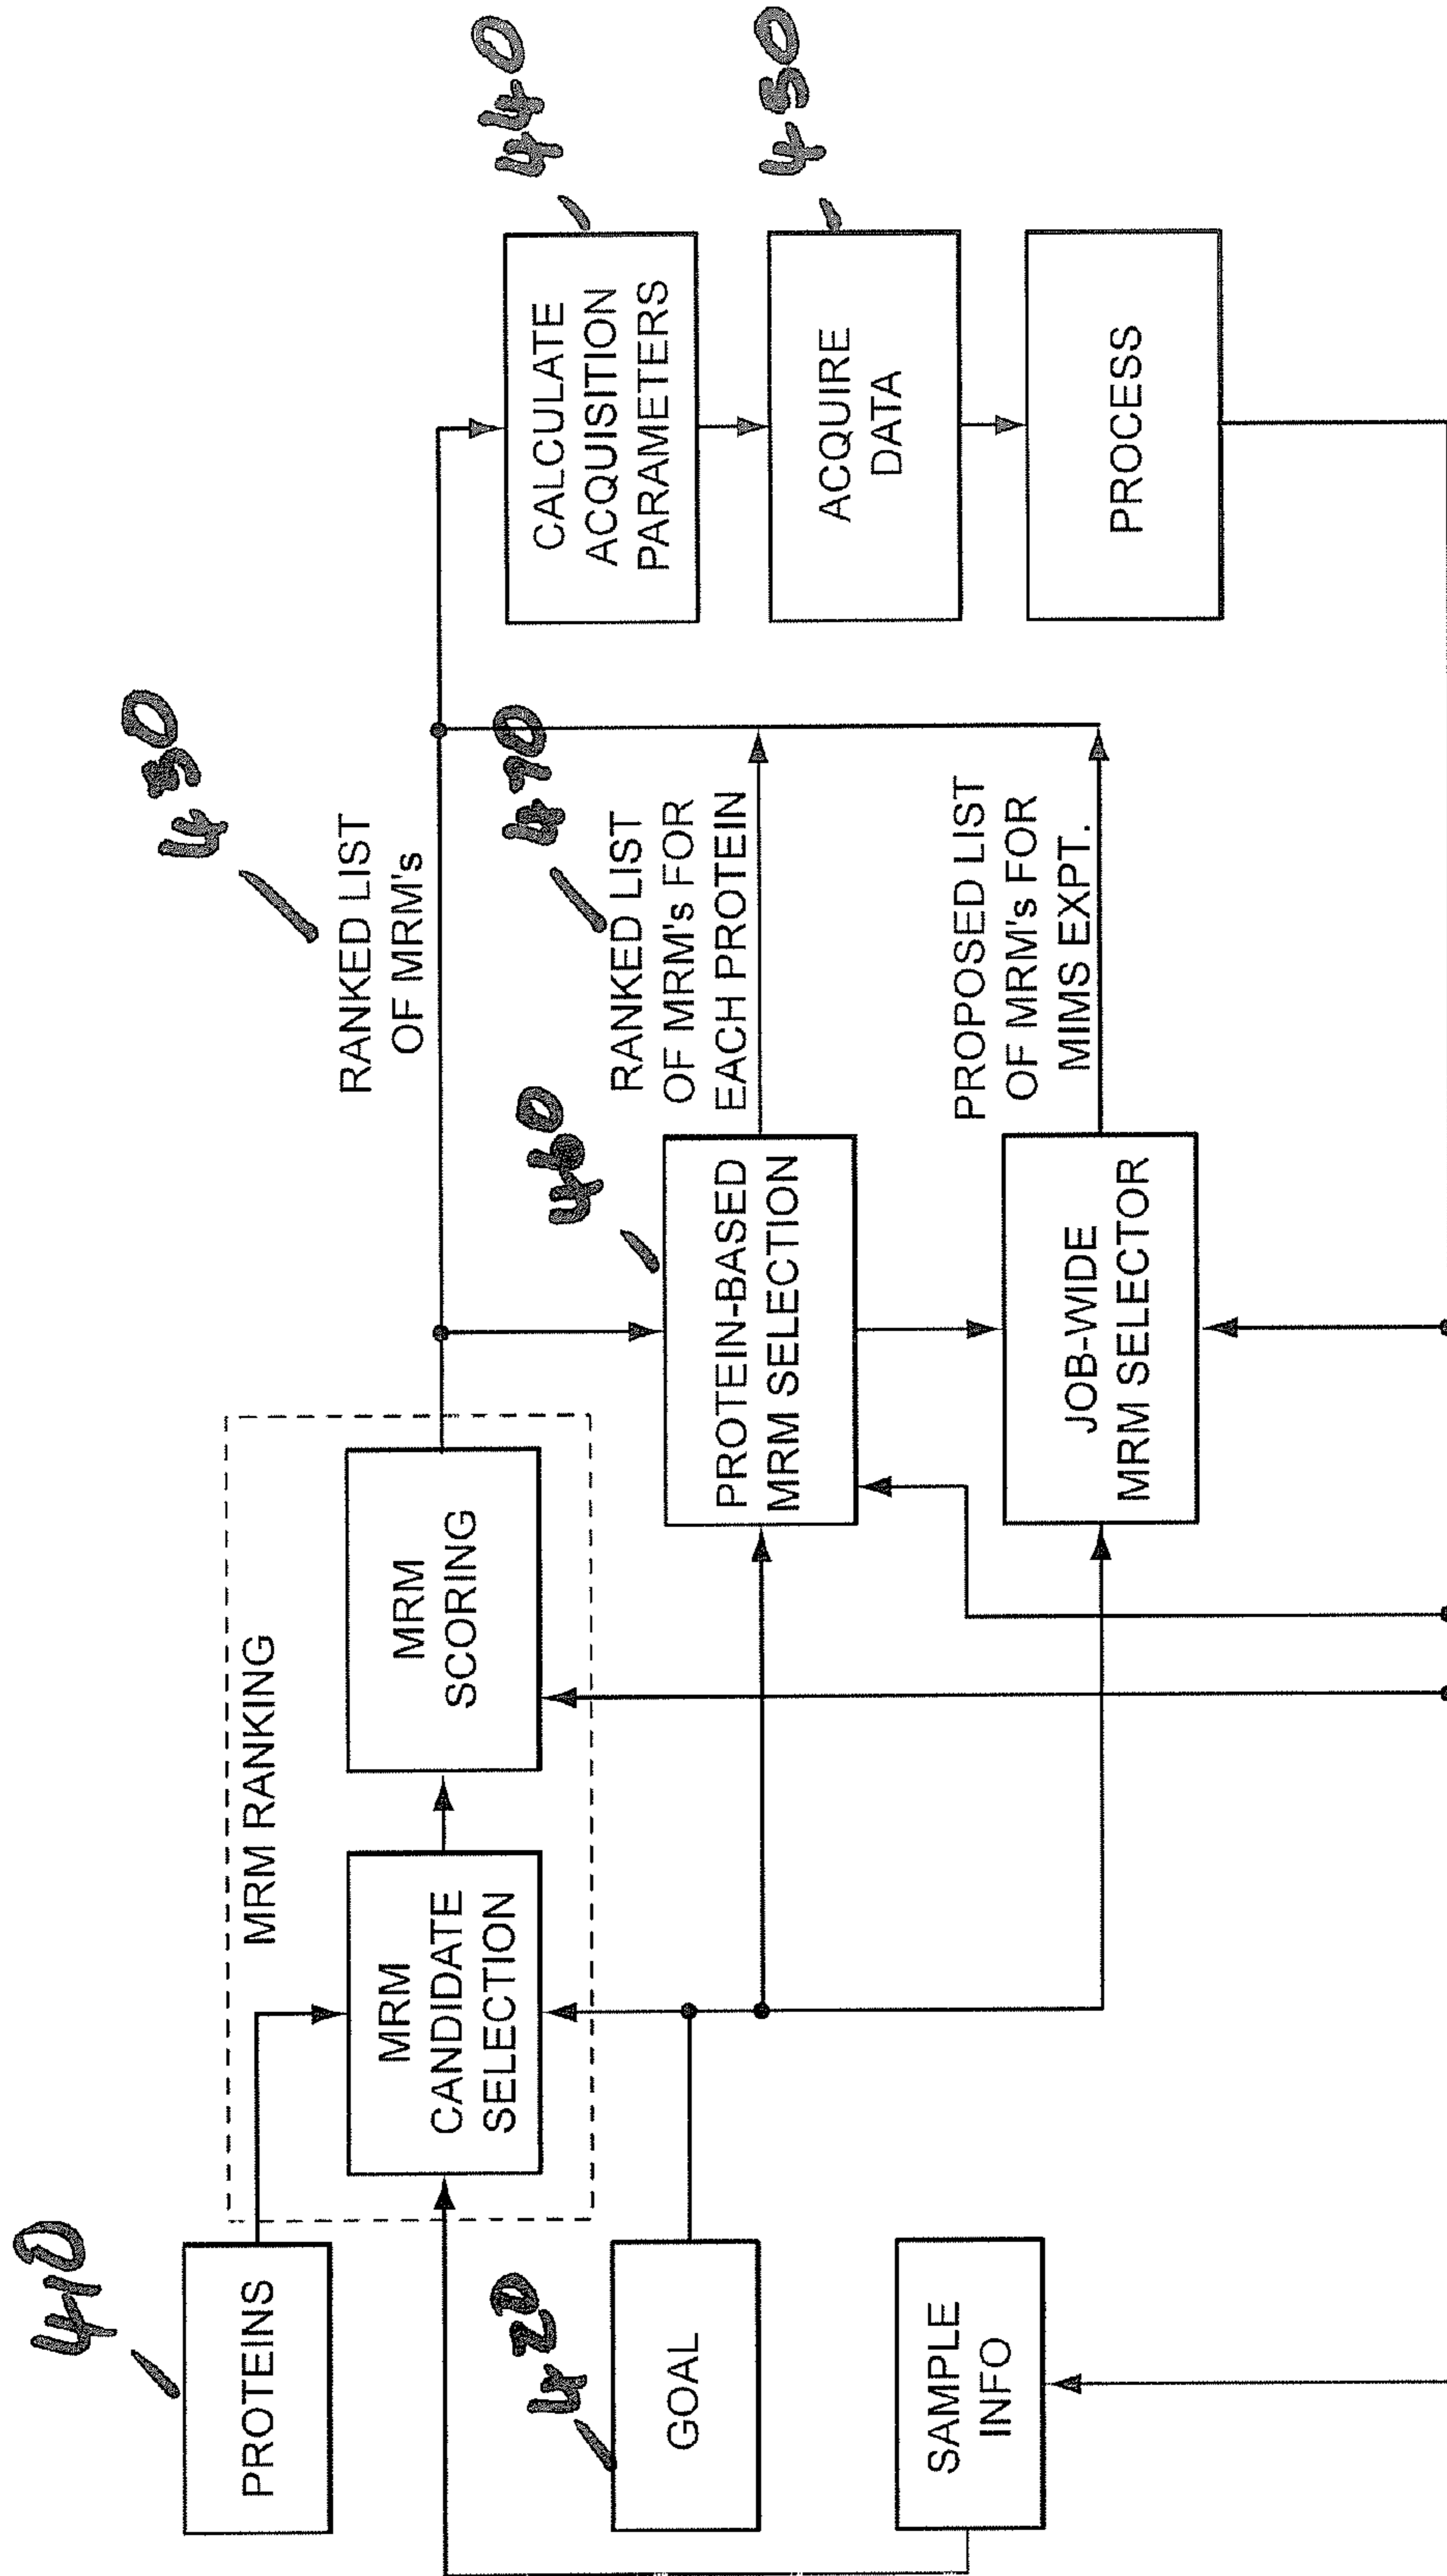 410
PROTEINS
420
GOAL
SAMPLE
INFO
MRM RANKING
MRM
CANDIDATE
SELECTION
MRM
SCORING
430
RANKED LIST
OF MRM's
460
PROTEIN-BASED
MRM SELECTION
470
RANKED LIST
OF MRM's FOR
EACH PROTEIN
JOB-WIDE
MRM SELECTOR
PROPOSED LIST
OF MRM's FOR
MIMS EXPT.
440
CALCULATE
ACQUISITION
PARAMETERS
450
ACQUIRE
DATA
PROCESS